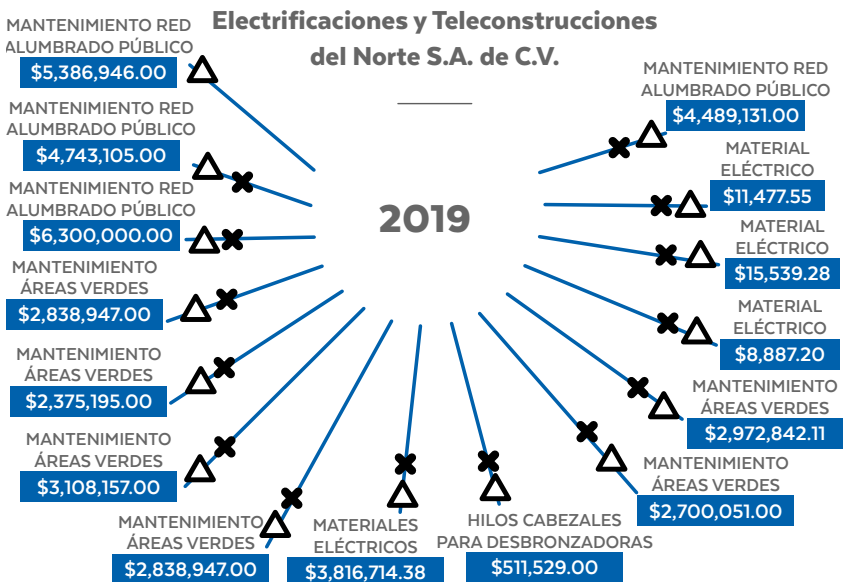 Electrificaciones y Teleconstrucciones
del Norte S.A. de C.V.
2019
MANTENIMIENTO RED
ALUMBRADO PÚBLICO
$5,386,946.00
MANTENIMIENTO RED
ALUMBRADO PÚBLICO
$4,743,105.00
MANTENIMIENTO RED
ALUMBRADO PÚBLICO
$6,300,000.00
MANTENIMIENTO
ÁREAS VERDES
$2,838,947.00
MANTENIMIENTO
ÁREAS VERDES
$2,375,195.00
MANTENIMIENTO
ÁREAS VERDES
$3,108,157.00
MANTENIMIENTO
ÁREAS VERDES
$2,838,947.00
MATERIALES
ELÉCTRICOS
$3,816,714.38
HILOS CABEZALES
PARA DESBRONZADORAS
$511,529.00
MANTENIMIENTO
ÁREAS VERDES
$2,700,051.00
MANTENIMIENTO
ÁREAS VERDES
$2,972,842.11
MATERIAL
ELÉCTRICO
$8,887.20
MATERIAL
ELÉCTRICO
$15,539.28
MATERIAL
ELÉCTRICO
$11,477.55
MANTENIMIENTO RED
ALUMBRADO PÚBLICO
$4,489,131.00